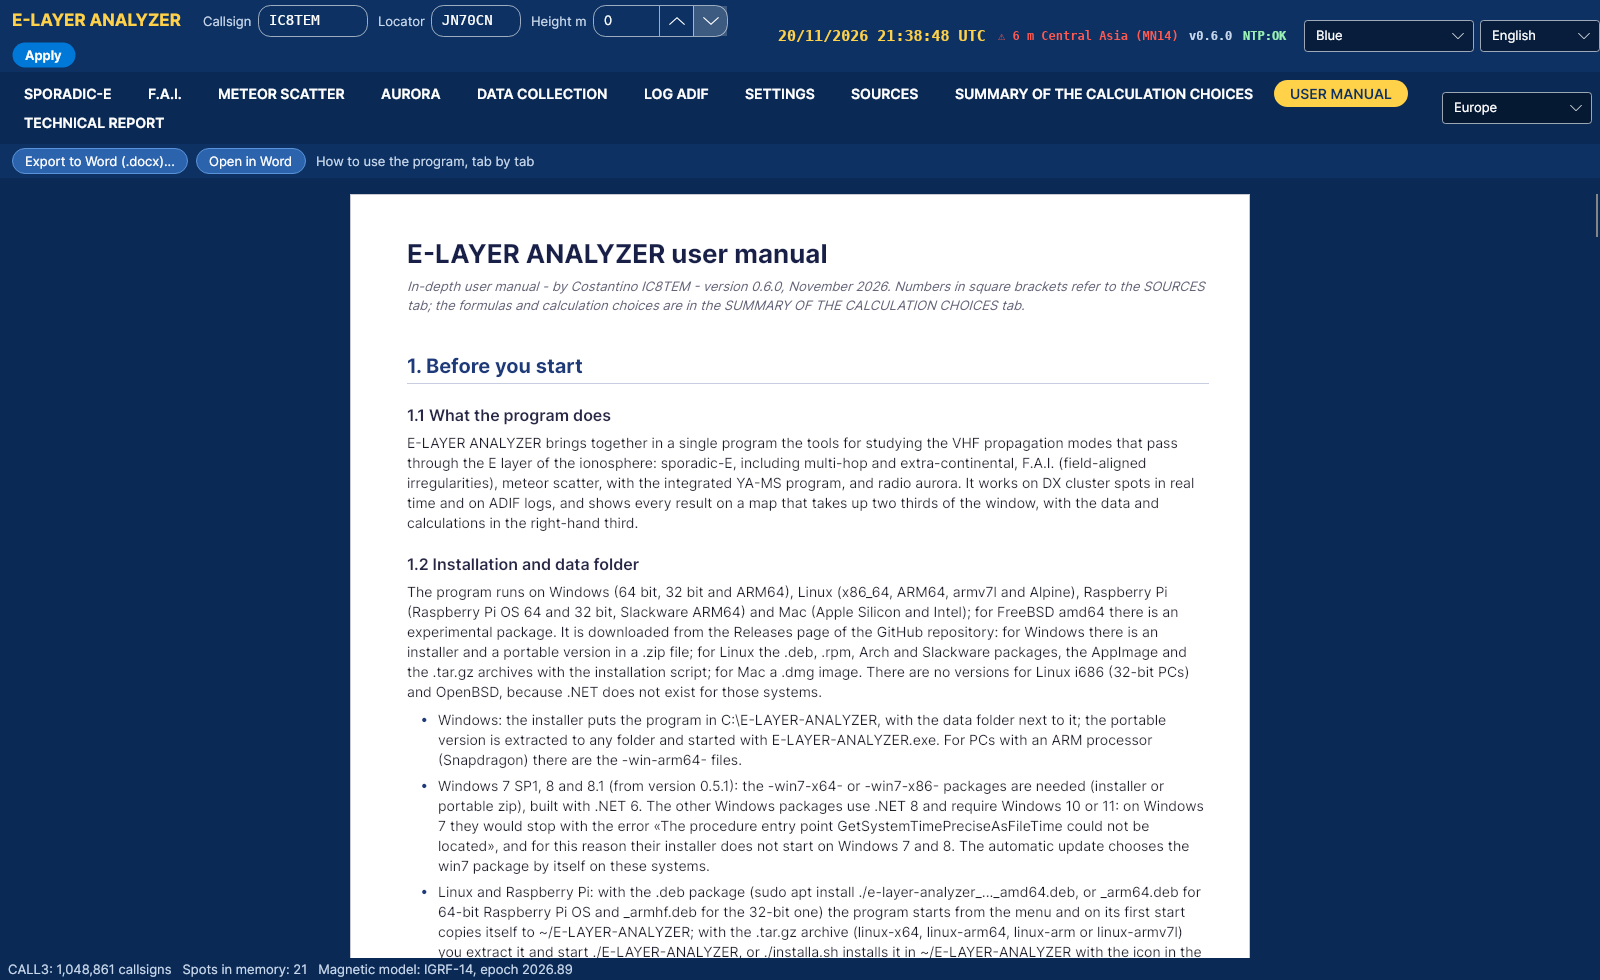 E-LAYER ANALYZER Callsign IC8TEM Locator JN70CN Height m 0
20/11/2026 21:38:48 UTC ⚠ 6 m Central Asia (MN14) v0.6.0 NTP:OK Blue English
Apply
SPORADIC-E F.A.I. METEOR SCATTER AURORA DATA COLLECTION LOG ADIF SETTINGS SOURCES SUMMARY OF THE CALCULATION CHOICES USER MANUAL
TECHNICAL REPORT
Europe
Export to Word (.docx)... Open in Word How to use the program, tab by tab
E-LAYER ANALYZER user manual
In-depth user manual - by Costantino IC8TEM - version 0.6.0, November 2026. Numbers in square brackets refer to the SOURCES
tab; the formulas and calculation choices are in the SUMMARY OF THE CALCULATION CHOICES tab.
1. Before you start
1.1 What the program does
E-LAYER ANALYZER brings together in a single program the tools for studying the VHF propagation modes that pass
through the E layer of the ionosphere: sporadic-E, including multi-hop and extra-continental, F.A.I. (field-aligned
irregularities), meteor scatter, with the integrated YA-MS program, and radio aurora. It works on DX cluster spots in real
time and on ADIF logs, and shows every result on a map that takes up two thirds of the window, with the data and
calculations in the right-hand third.
1.2 Installation and data folder
The program runs on Windows (64 bit, 32 bit and ARM64), Linux (x86_64, ARM64, armv7l and Alpine), Raspberry Pi
(Raspberry Pi OS 64 and 32 bit, Slackware ARM64) and Mac (Apple Silicon and Intel); for FreeBSD amd64 there is an
experimental package. It is downloaded from the Releases page of the GitHub repository: for Windows there is an
installer and a portable version in a .zip file; for Linux the .deb, .rpm, Arch and Slackware packages, the AppImage and
the .tar.gz archives with the installation script; for Mac a .dmg image. There are no versions for Linux i686 (32-bit PCs)
and OpenBSD, because .NET does not exist for those systems.
• Windows: the installer puts the program in C:\E-LAYER-ANALYZER, with the data folder next to it; the portable
version is extracted to any folder and started with E-LAYER-ANALYZER.exe. For PCs with an ARM processor
(Snapdragon) there are the -win-arm64- files.
• Windows 7 SP1, 8 and 8.1 (from version 0.5.1): the -win7-x64- or -win7-x86- packages are needed (installer or
portable zip), built with .NET 6. The other Windows packages use .NET 8 and require Windows 10 or 11: on Windows
7 they would stop with the error «The procedure entry point GetSystemTimePreciseAsFileTime could not be
located», and for this reason their installer does not start on Windows 7 and 8. The automatic update chooses the
win7 package by itself on these systems.
• Linux and Raspberry Pi: with the .deb package (sudo apt install ./e-layer-analyzer_..._amd64.deb, or _arm64.deb for
64-bit Raspberry Pi OS and _armhf.deb for the 32-bit one) the program starts from the menu and on its first start
copies itself to ~/E-LAYER-ANALYZER; with the .tar.gz archive (linux-x64, linux-arm64, linux-arm or linux-armv7l)
you extract it and start ./E-LAYER-ANALYZER, or ./installa.sh installs it in ~/E-LAYER-ANALYZER with the icon in the
CALL3: 1,048,861 callsigns Spots in memory: 21 Magnetic model: IGRF-14, epoch 2026.89